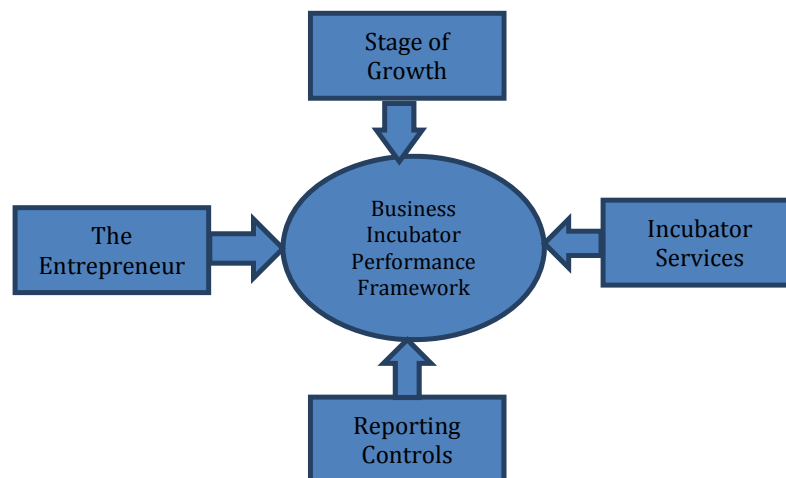 Stage of
Growth
The
Entrepreneur
Business
Incubator
Performance
Framework
Incubator
Services
Reporting
Controls